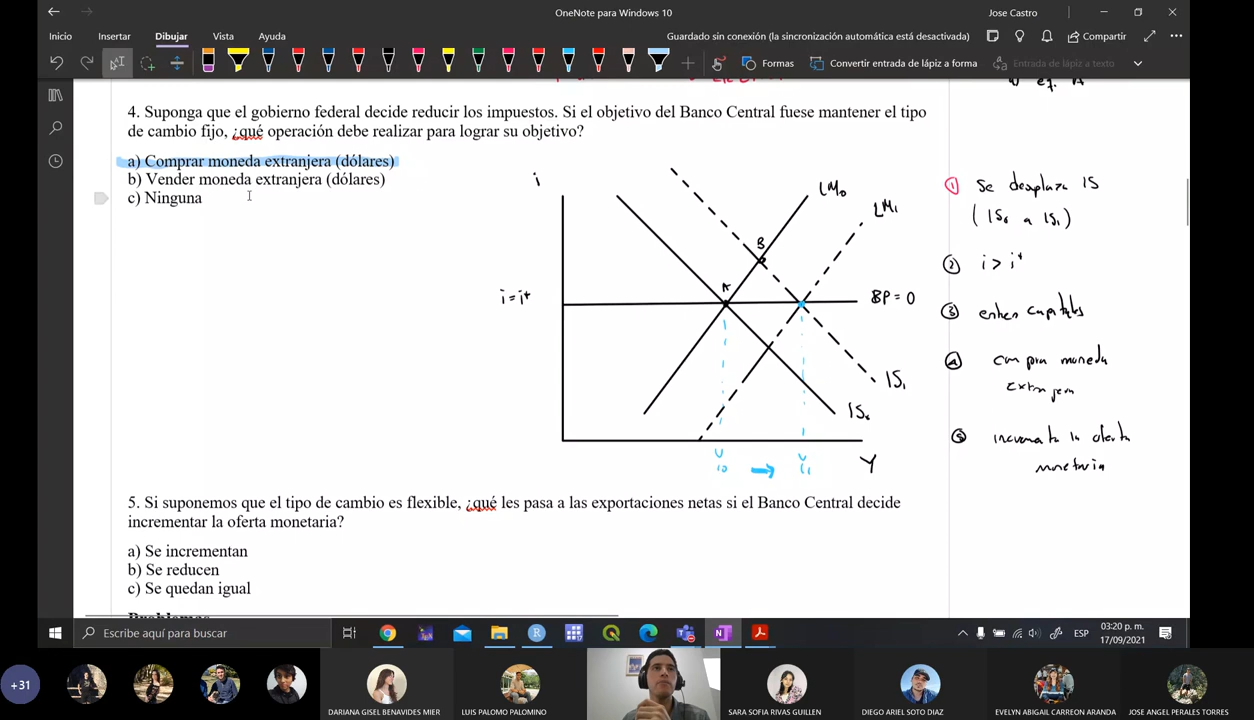 OneNote para Windows 10
Jose Castro
Inicio
Insertar
Dibujar
Vista
Ayuda
Guardado sin conexión (la sincronización automática está desactivada)
Compartir
Formas
Convertir entrada de lápiz a forma
Entrada de lápiz a texto
4. Suponga que el gobierno federal decide reducir los impuestos. Si el objetivo del Banco Central fuese mantener el tipo
de cambio fijo, ¿qué operación debe realizar para lograr su objetivo?
a) Comprar moneda extranjera (dólares)
b) Vender moneda extranjera (dólares)
c) Ninguna
i
LM₀
LM₁
B
A
i = i*
BP = 0
IS₁
IS₀
Y₀
Y₁
Y
① Se desplaza IS
(IS₀ a IS₁)
② i > i*
③ entran capitales
④ compra moneda
extranjera
⑤ incrementa la oferta
monetaria
5. Si suponemos que el tipo de cambio es flexible, ¿qué les pasa a las exportaciones netas si el Banco Central decide
incrementar la oferta monetaria?
a) Se incrementan
b) Se reducen
c) Se quedan igual
Escribe aquí para buscar
ESP
03:20 p. m.
17/09/2021
+31
DARIANA GISEL BENAVIDES MIER
LUIS PALOMO PALOMINO
SARA SOFIA RIVAS GUILLEN
DIEGO ARIEL SOTO DIAZ
EVELYN ABIGAIL CARREON ARANDA
JOSE ANGEL PERALES TORRES